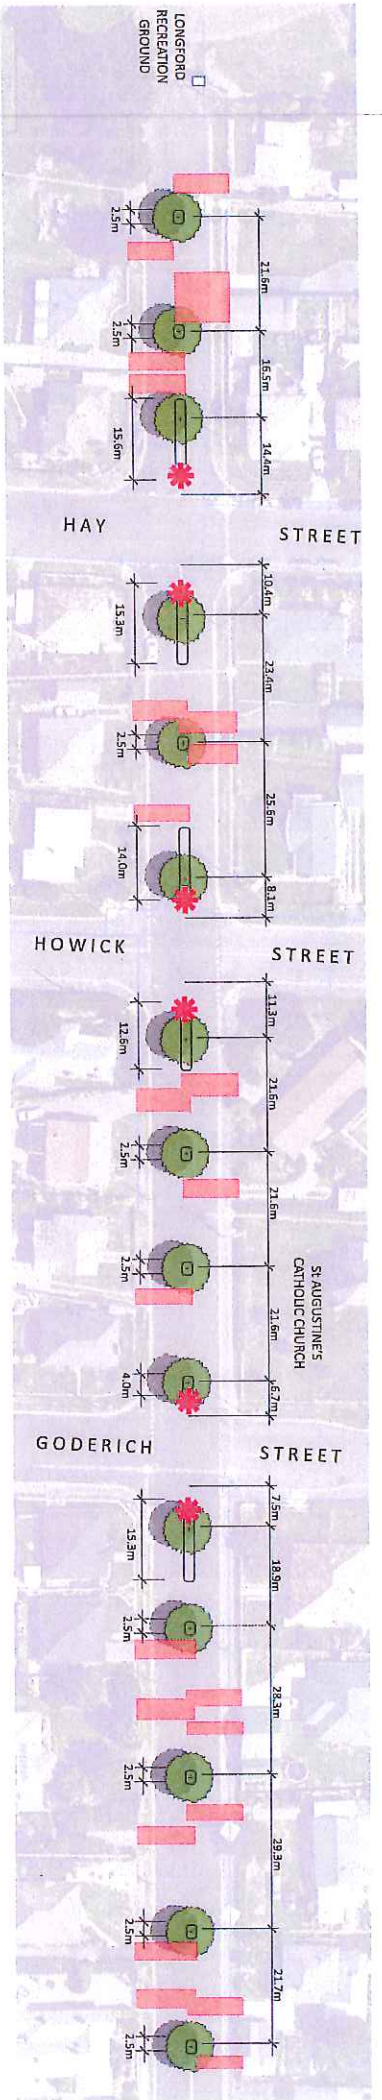 LONGFORD
RECREATION
GROUND
21.6m
2.5m
16.5m
2.5m
14.4m
15.6m
HAY STREET
10.4m
15.3m
23.4m
2.5m
25.6m
14.0m
8.1m
HOWICK STREET
11.3m
12.6m
21.6m
2.5m
21.6m
2.5m
21.6m
St AUGUSTINE'S
CATHOLIC CHURCH
4.0m
6.7m
GODERICH STREET
7.5m
15.3m
18.9m
2.5m
28.3m
2.5m
29.3m
2.5m
21.7m
2.5m